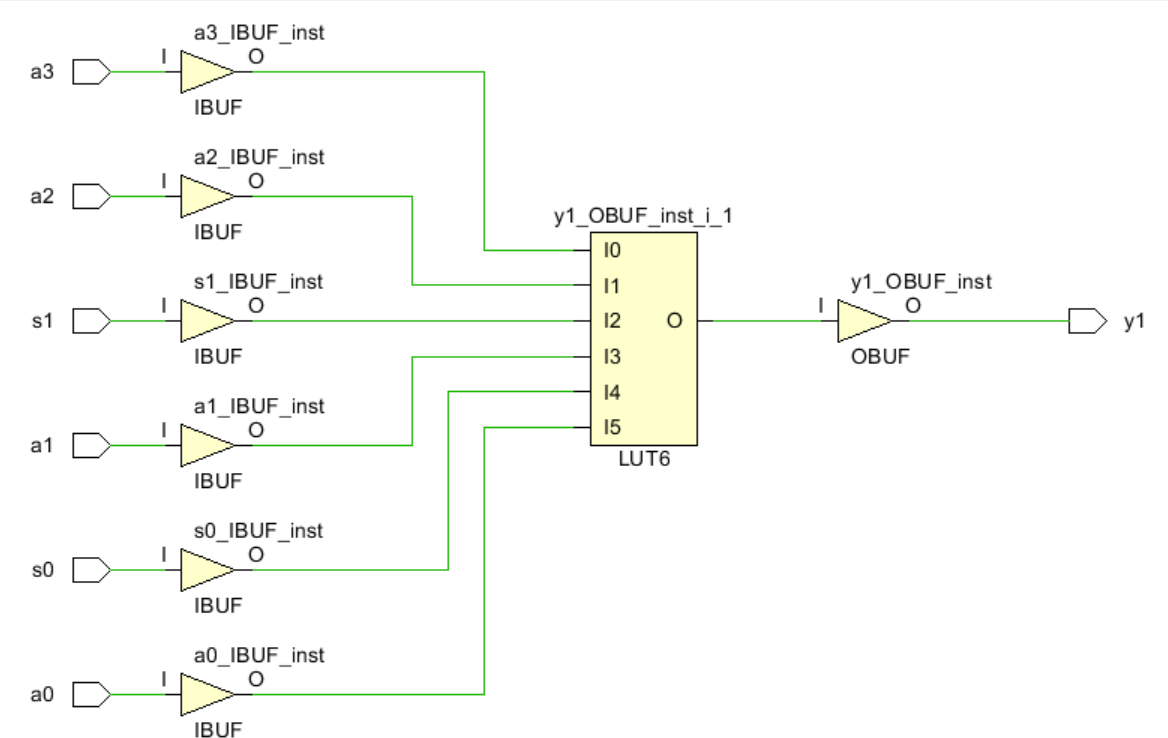 a3_IBUF_inst
a3 I O
IBUF
a2_IBUF_inst
a2 I O
IBUF
y1_OBUF_inst_i_1
I0
s1_IBUF_inst
I1
y1_OBUF_inst
s1 I O
I2 O
I O
y1
IBUF
I3
OBUF
a1_IBUF_inst
I4
a1 I O
I5
LUT6
IBUF
s0_IBUF_inst
s0 I O
IBUF
a0_IBUF_inst
a0 I O
IBUF